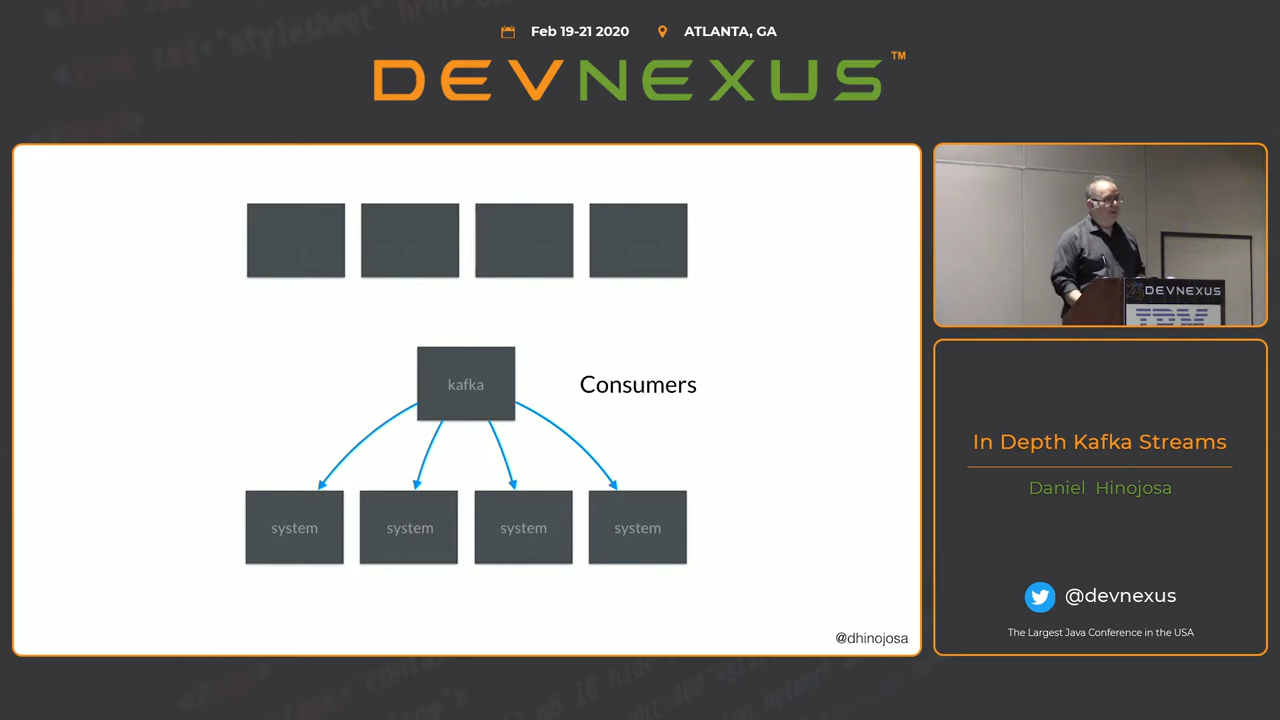 Feb 19-21 2020 ATLANTA, GA
DEVNEXUS™
kafka
Consumers
system system system system
@dhinojosa
DEVNEXUS
IBM
In Depth Kafka Streams
Daniel Hinojosa
@devnexus
The Largest Java Conference in the USA